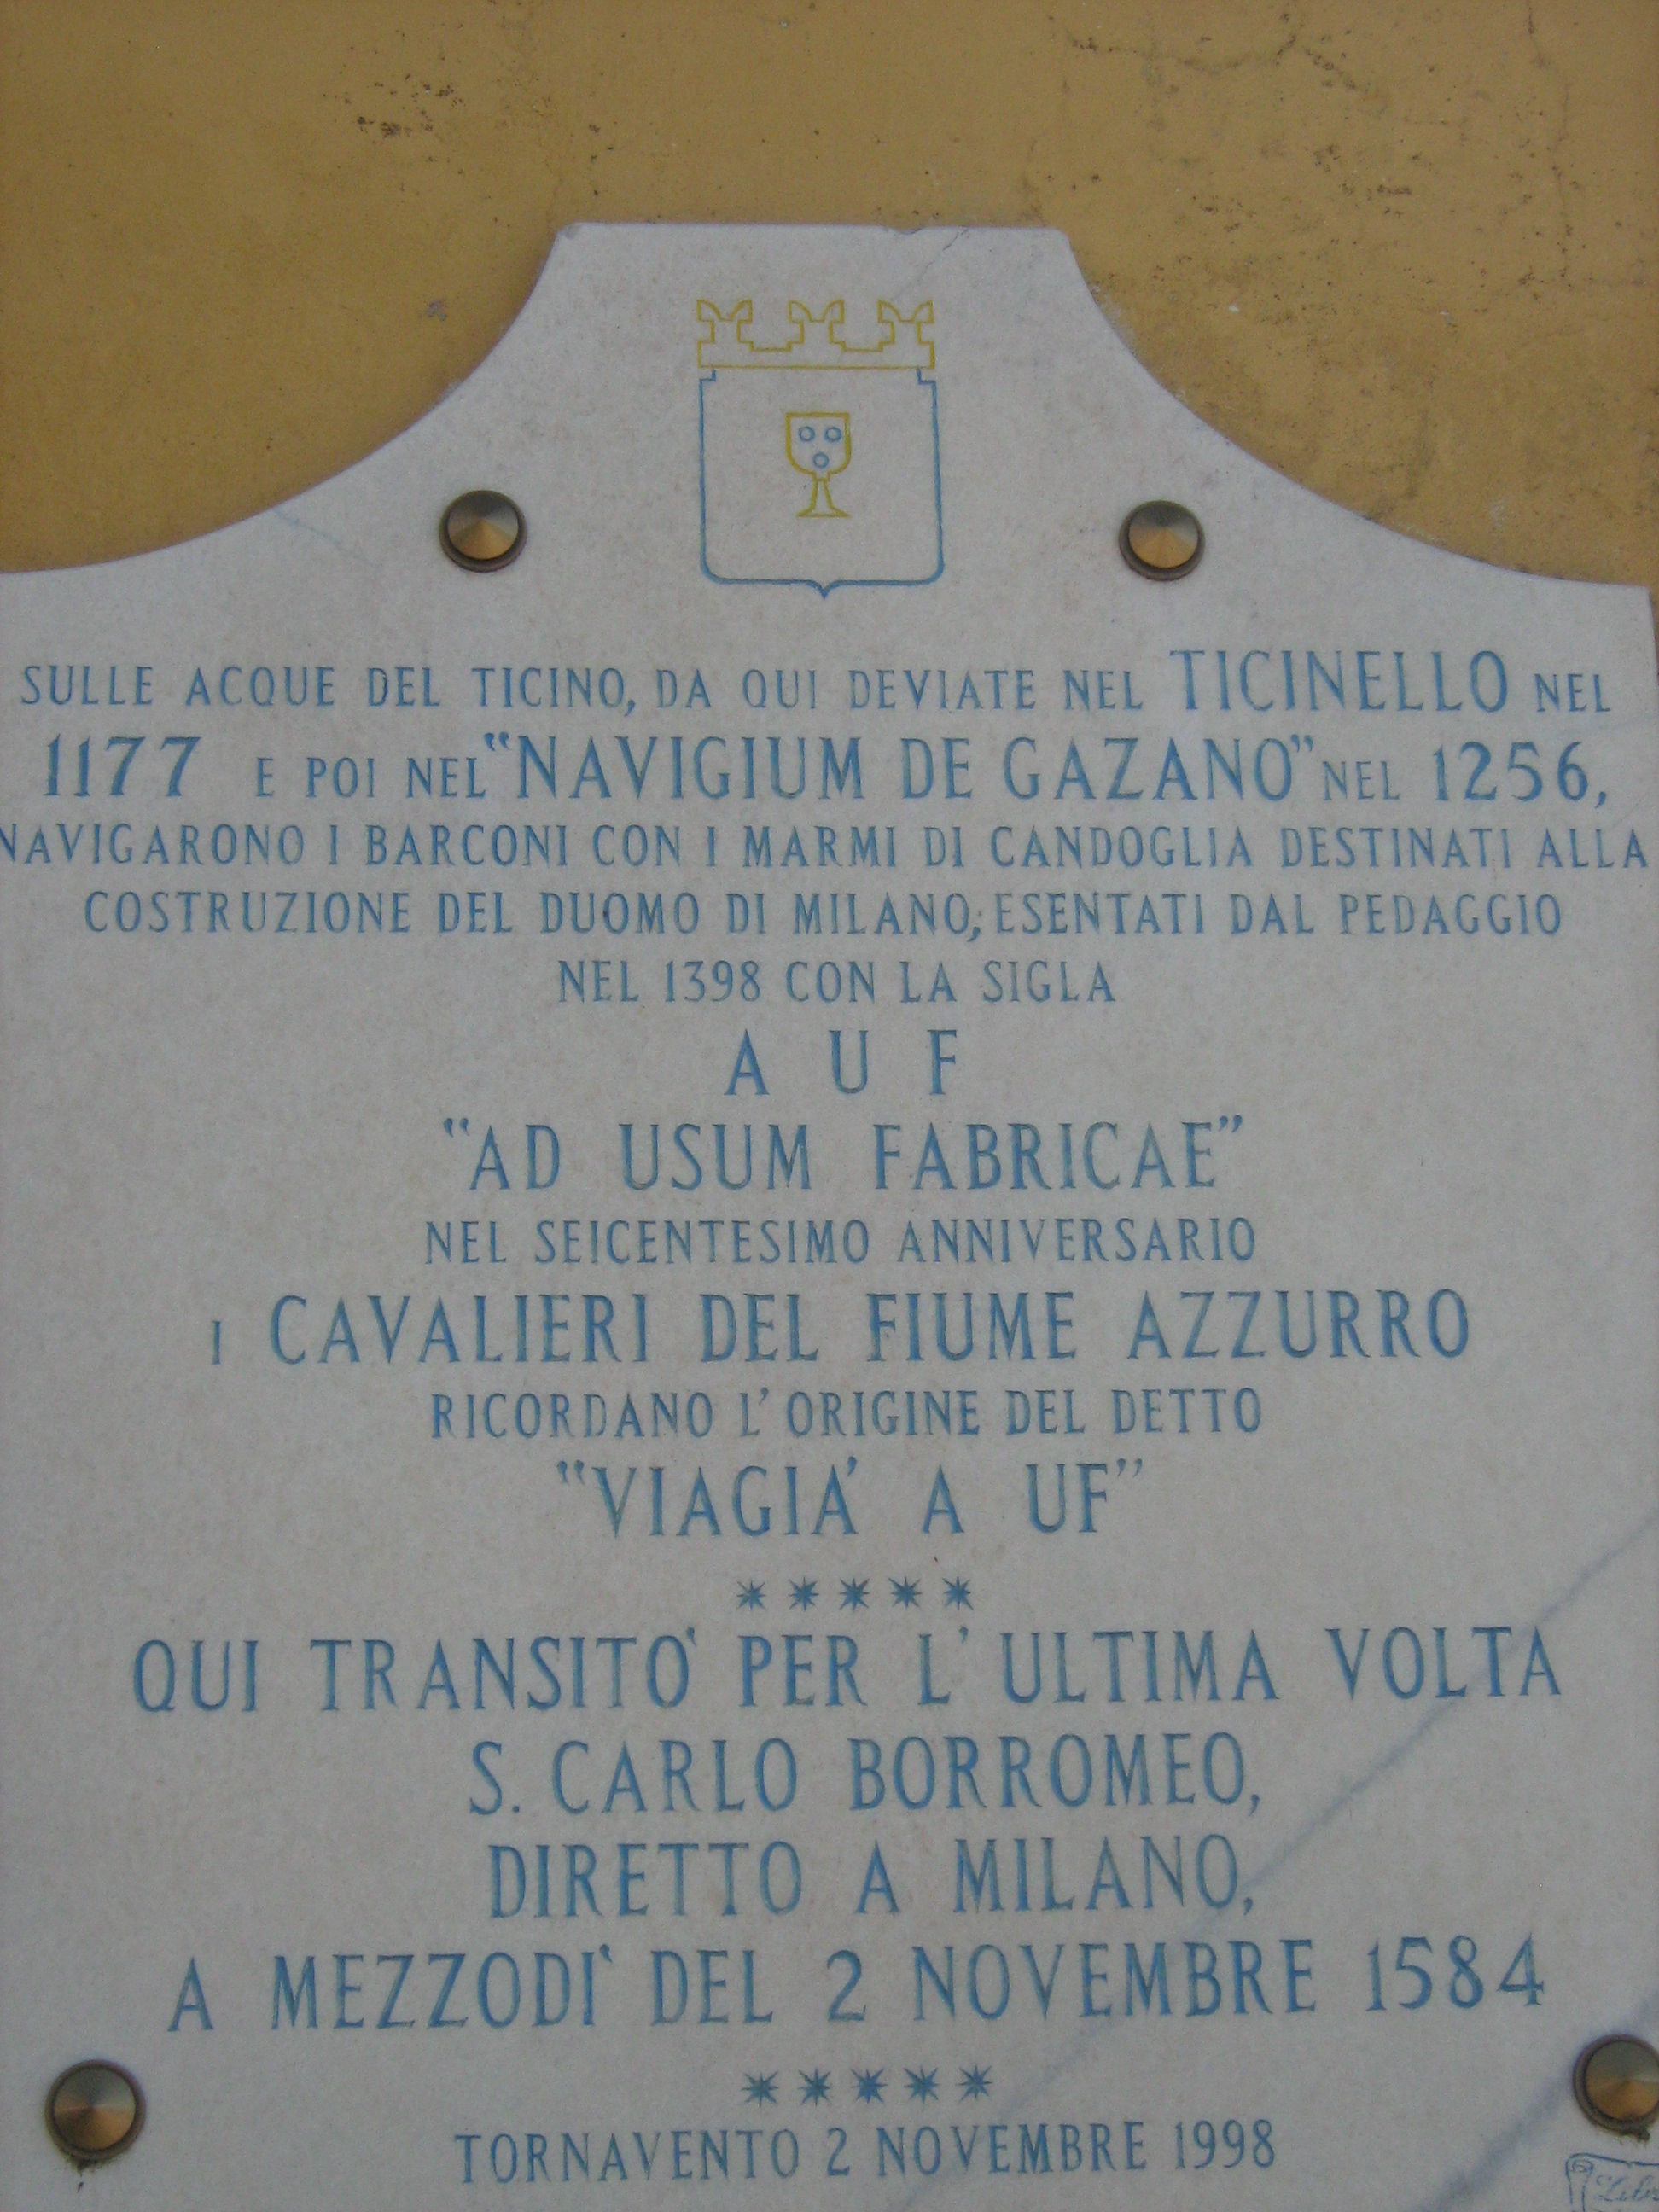 SULLE ACQUE DEL TICINO, DA QUI DEVIATE NEL TICINELLO NEL
1177 E POI NEL "NAVIGIUM DE GAZANO" NEL 1256,
NAVIGARONO I BARCONI CON I MARMI DI CANDOGLIA DESTINATI ALLA
COSTRUZIONE DEL DUOMO DI MILANO, ESENTATI DAL PEDAGGIO
NEL 1398 CON LA SIGLA
A U F
"AD USUM FABRICAE"
NEL SEICENTESIMO ANNIVERSARIO
I CAVALIERI DEL FIUME AZZURRO
RICORDANO L'ORIGINE DEL DETTO
"VIAGIA' A UF"
*****
QUI TRANSITO' PER L'ULTIMA VOLTA
S. CARLO BORROMEO,
DIRETTO A MILANO,
A MEZZODI' DEL 2 NOVEMBRE 1584
*****
TORNAVENTO 2 NOVEMBRE 1998